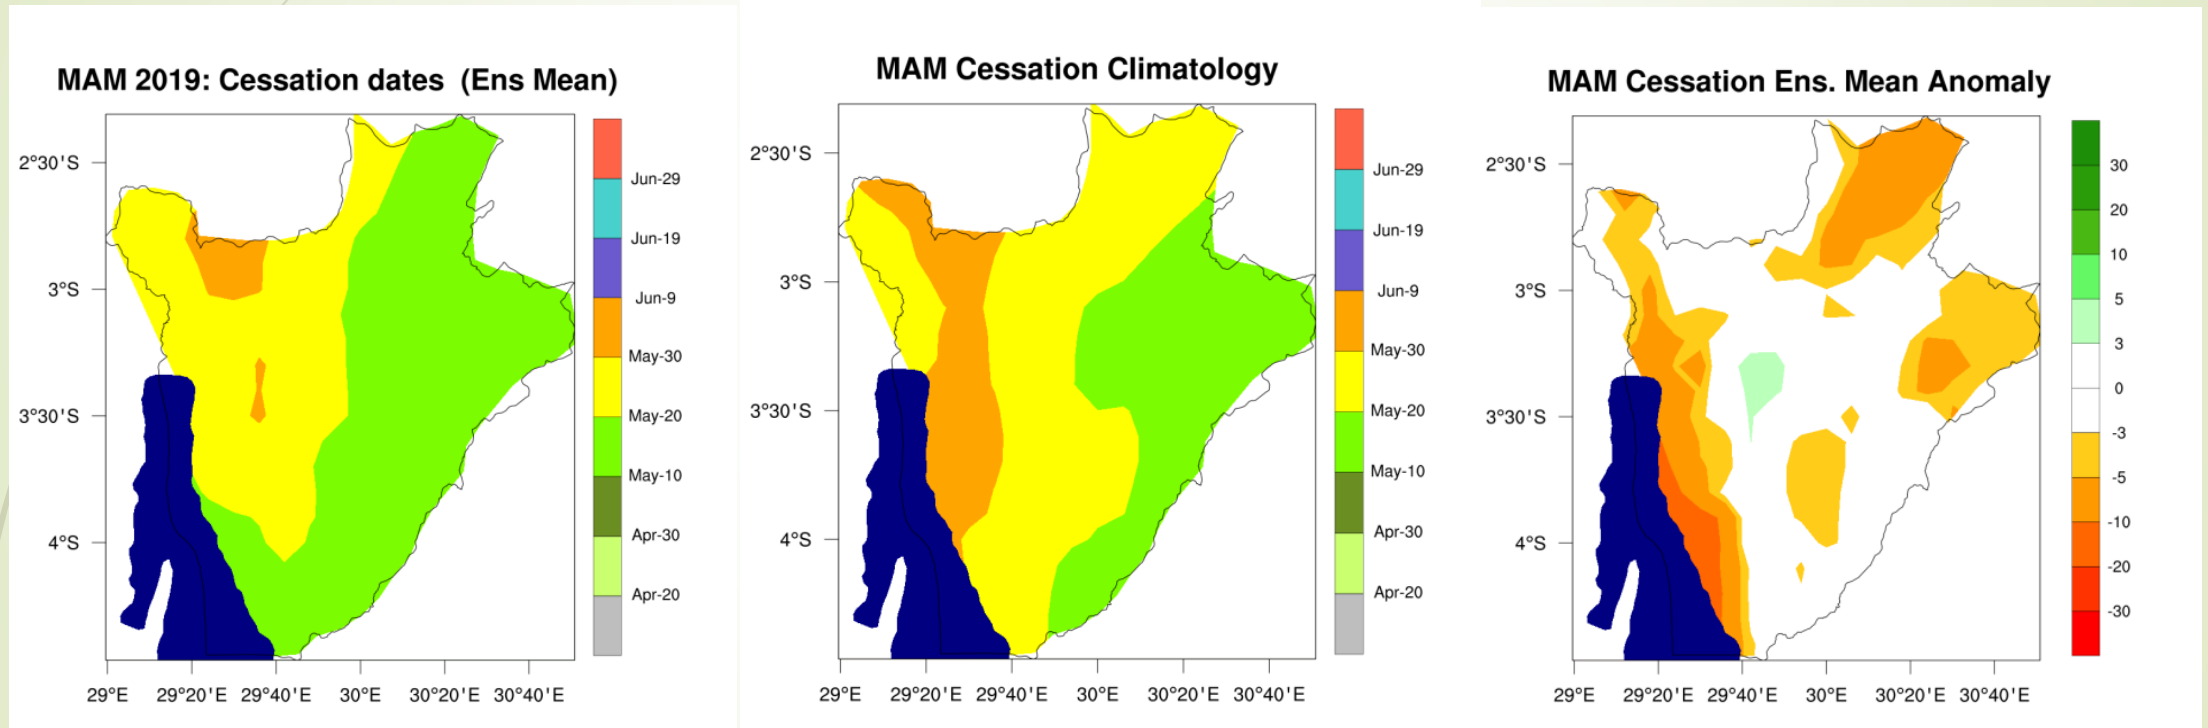 MAM 2019: Cessation dates (Ens Mean)
2°30'S
3°S
3°30'S
4°S
29°E 29°20'E 29°40'E 30°E 30°20'E 30°40'E
Jun-29
Jun-19
Jun-9
May-30
May-20
May-10
Apr-30
Apr-20
MAM Cessation Climatology
2°30'S
3°S
3°30'S
4°S
29°E 29°20'E 29°40'E 30°E 30°20'E 30°40'E
Jun-29
Jun-19
Jun-9
May-30
May-20
May-10
Apr-30
Apr-20
MAM Cessation Ens. Mean Anomaly
2°30'S
3°S
3°30'S
4°S
29°E 29°20'E 29°40'E 30°E 30°20'E 30°40'E
30
20
10
5
3
0
-3
-5
-10
-20
-30